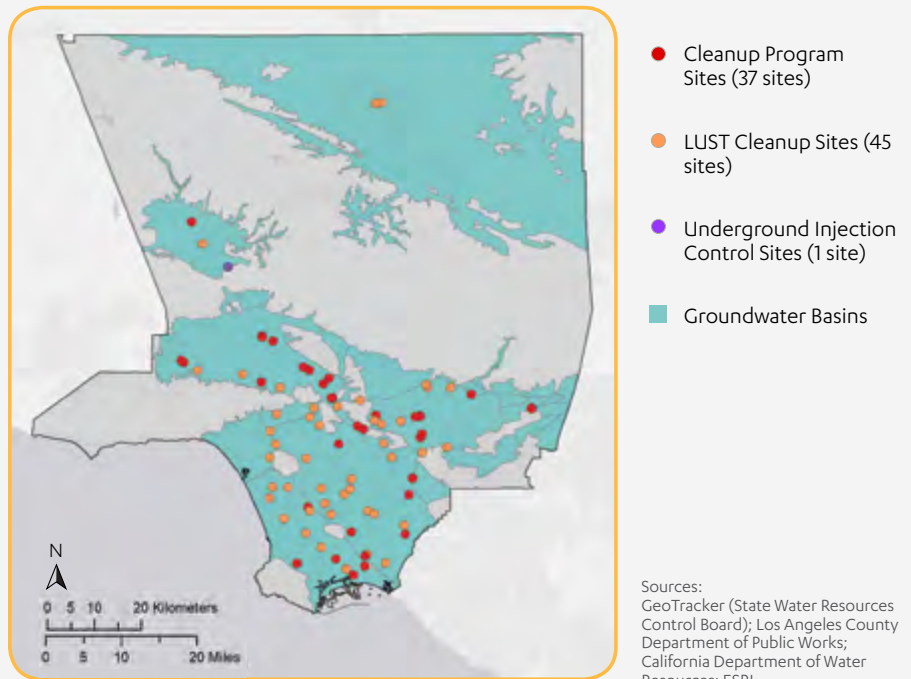 Cleanup Program
Sites (37 sites)
LUST Cleanup Sites (45
sites)
Underground Injection
Control Sites (1 site)
Groundwater Basins
N
0 5 10 20 Kilometers
0 5 10 20 Miles
Sources:
GeoTracker (State Water Resources
Control Board); Los Angeles County
Department of Public Works;
California Department of Water
Resources; ESRI